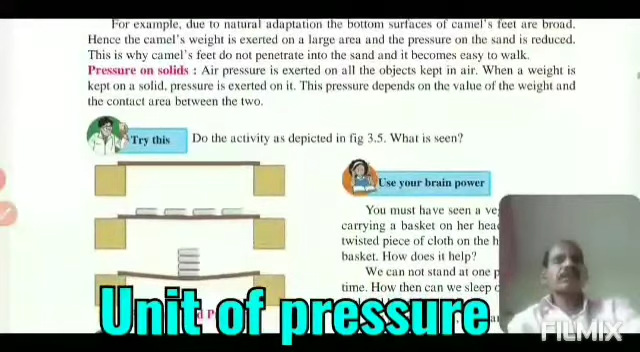 For example, due to natural adaptation the bottom surfaces of camel's feet are broad.
Hence the camel's weight is exerted on a large area and the pressure on the sand is reduced.
This is why camel's feet do not penetrate into the sand and it becomes easy to walk.
Pressure on solids : Air pressure is exerted on all the objects kept in air. When a weight is
kept on a solid, pressure is exerted on it. This pressure depends on the value of the weight and
the contact area between the two.
Try this
Do the activity as depicted in fig 3.5. What is seen?
Use your brain power
You must have seen a
carrying a basket on her
twisted piece of cloth on the
basket. How does it help?
We can not stand at one
time. How then can we sleep
Unit of pressure
FILMIX